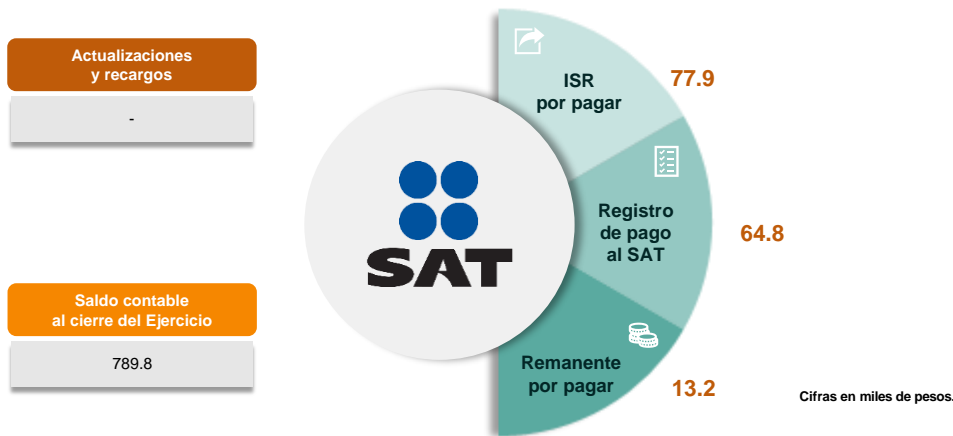 Actualizaciones
y recargos
-
Saldo contable
al cierre del Ejercicio
789.8
SAT
ISR
por pagar
77.9
Registro
de pago
al SAT
64.8
Remanente
por pagar
13.2
Cifras en miles de pesos.